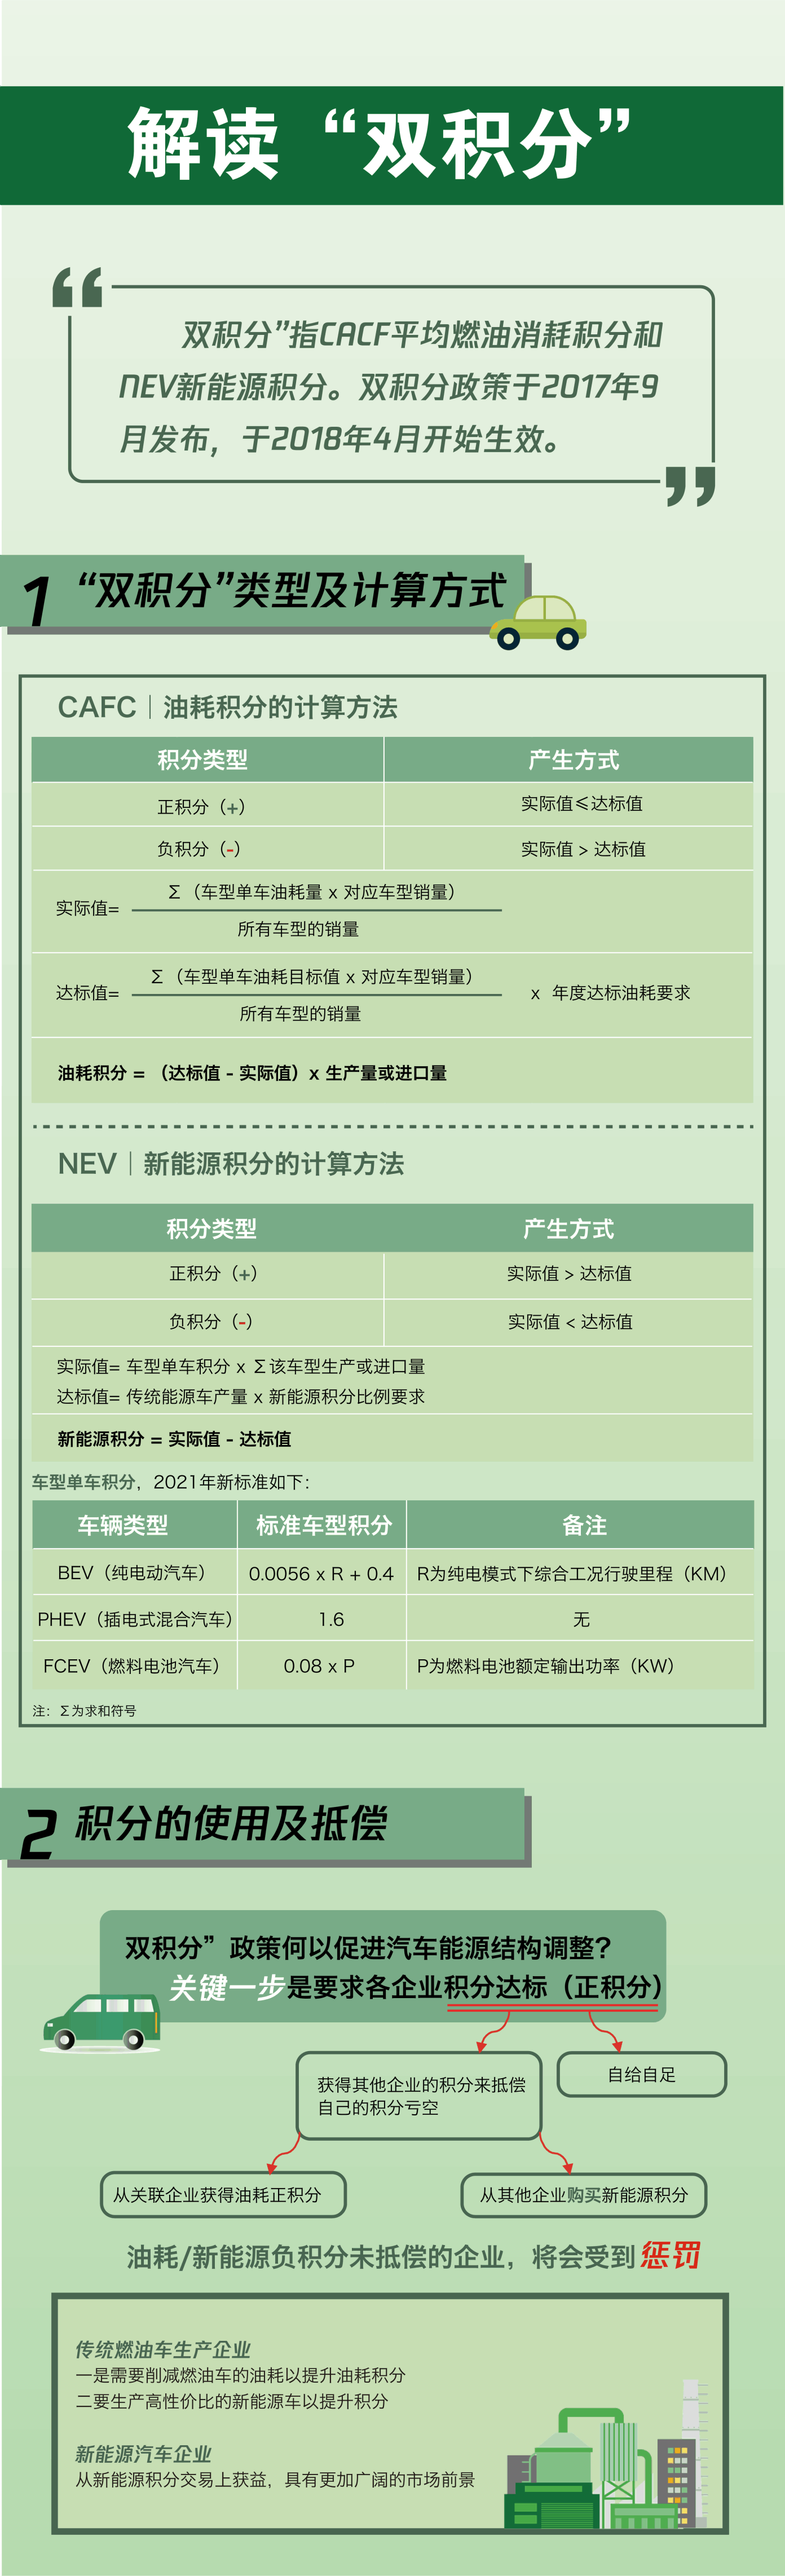 解读“双积分”
双积分”指CACF平均燃油消耗积分和
NEV新能源积分。双积分政策于2017年9
月发布，于2018年4月开始生效。
1 “双积分”类型及计算方式
CAFC｜油耗积分的计算方法
积分类型 产生方式
正积分（+） 实际值≤达标值
负积分（-） 实际值 > 达标值
Σ（车型单车油耗量 x 对应车型销量）
实际值=
所有车型的销量
Σ（车型单车油耗目标值 x 对应车型销量）
达标值= x 年度达标油耗要求
所有车型的销量
油耗积分 = （达标值 - 实际值）x 生产量或进口量
NEV｜新能源积分的计算方法
积分类型 产生方式
正积分（+） 实际值 > 达标值
负积分（-） 实际值 < 达标值
实际值= 车型单车积分 x Σ该车型生产或进口量
达标值= 传统能源车产量 x 新能源积分比例要求
新能源积分 = 实际值 - 达标值
车型单车积分，2021年新标准如下：
车辆类型 标准车型积分 备注
BEV（纯电动汽车） 0.0056 x R + 0.4 R为纯电模式下综合工况行驶里程（KM）
PHEV（插电式混合汽车） 1.6 无
FCEV（燃料电池汽车） 0.08 x P P为燃料电池额定输出功率（KW）
注：Σ为求和符号
2 积分的使用及抵偿
双积分”政策何以促进汽车能源结构调整？
关键一步是要求各企业积分达标（正积分）
自给自足
获得其他企业的积分来抵偿
自己的积分亏空
从关联企业获得油耗正积分
从其他企业购买新能源积分
油耗/新能源负积分未抵偿的企业，将会受到惩罚
传统燃油车生产企业
一是需要削减燃油车的油耗以提升油耗积分
二要生产高性价比的新能源车以提升积分
新能源汽车企业
从新能源积分交易上获益，具有更加广阔的市场前景